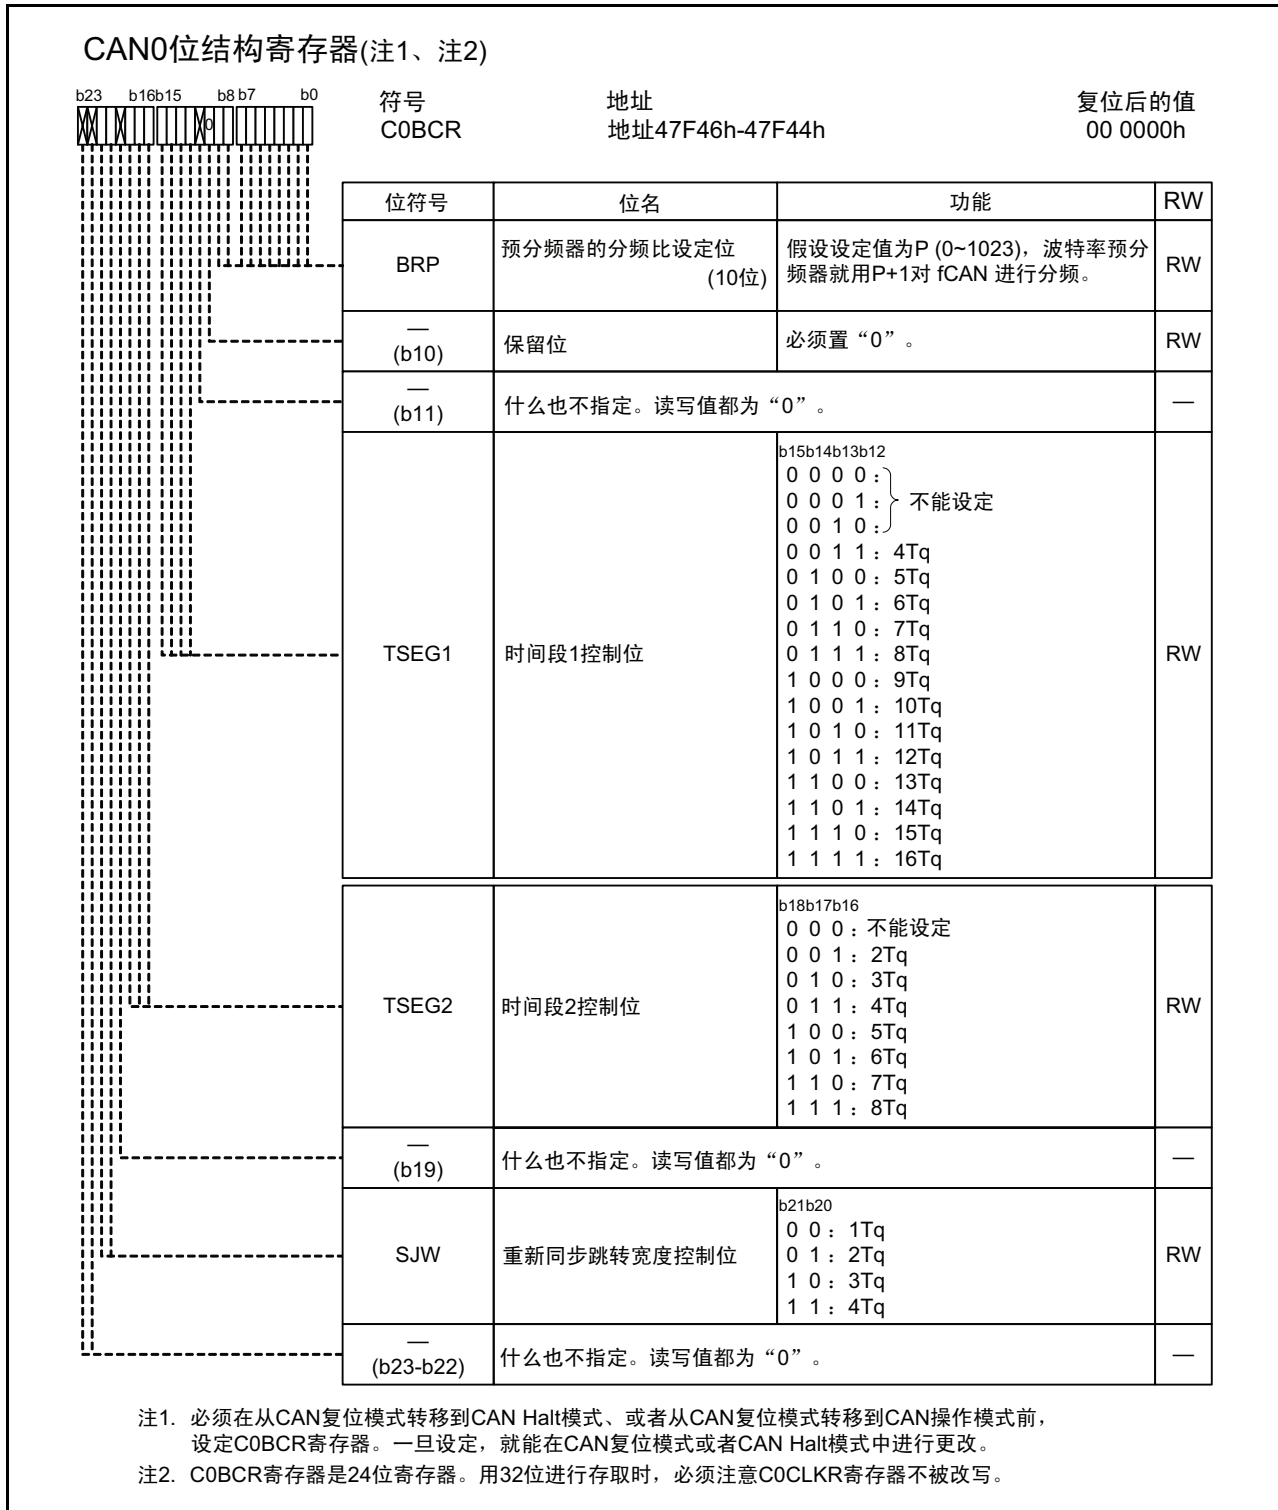 CAN0位结构寄存器(注1、注2)
b23 b16b15 b8 b7 b0
符号 地址 复位后的值
C0BCR 地址47F46h-47F44h 00 0000h
0
位符号 位名 功能 RW
BRP 预分频器的分频比设定位 (10位) 假设设定值为P (0~1023)，波特率预分
频器就用P+1对 fCAN 进行分频。 RW
—
(b10) 保留位 必须置“0”。 RW
—
(b11) 什么也不指定。读写值都为“0”。 —
TSEG1 时间段1控制位 RW
b15b14b13b12
0 0 0 0：
0 0 0 1： 不能设定
0 0 1 0：
0 0 1 1：4Tq
0 1 0 0：5Tq
0 1 0 1：6Tq
0 1 1 0：7Tq
0 1 1 1：8Tq
1 0 0 0：9Tq
1 0 0 1：10Tq
1 0 1 0：11Tq
1 0 1 1：12Tq
1 1 0 0：13Tq
1 1 0 1：14Tq
1 1 1 0：15Tq
1 1 1 1：16Tq
TSEG2 时间段2控制位 RW
b18b17b16
0 0 0：不能设定
0 0 1：2Tq
0 1 0：3Tq
0 1 1：4Tq
1 0 0：5Tq
1 0 1：6Tq
1 1 0：7Tq
1 1 1：8Tq
—
(b19) 什么也不指定。读写值都为“0”。 —
SJW 重新同步跳转宽度控制位 RW
b21b20
0 0：1Tq
0 1：2Tq
1 0：3Tq
1 1：4Tq
—
(b23-b22) 什么也不指定。读写值都为“0”。 —
注1. 必须在从CAN复位模式转移到CAN Halt模式、或者从CAN复位模式转移到CAN操作模式前，
设定C0BCR寄存器。一旦设定，就能在CAN复位模式或者CAN Halt模式中进行更改。
注2. C0BCR寄存器是24位寄存器。用32位进行存取时，必须注意C0CLKR寄存器不被改写。